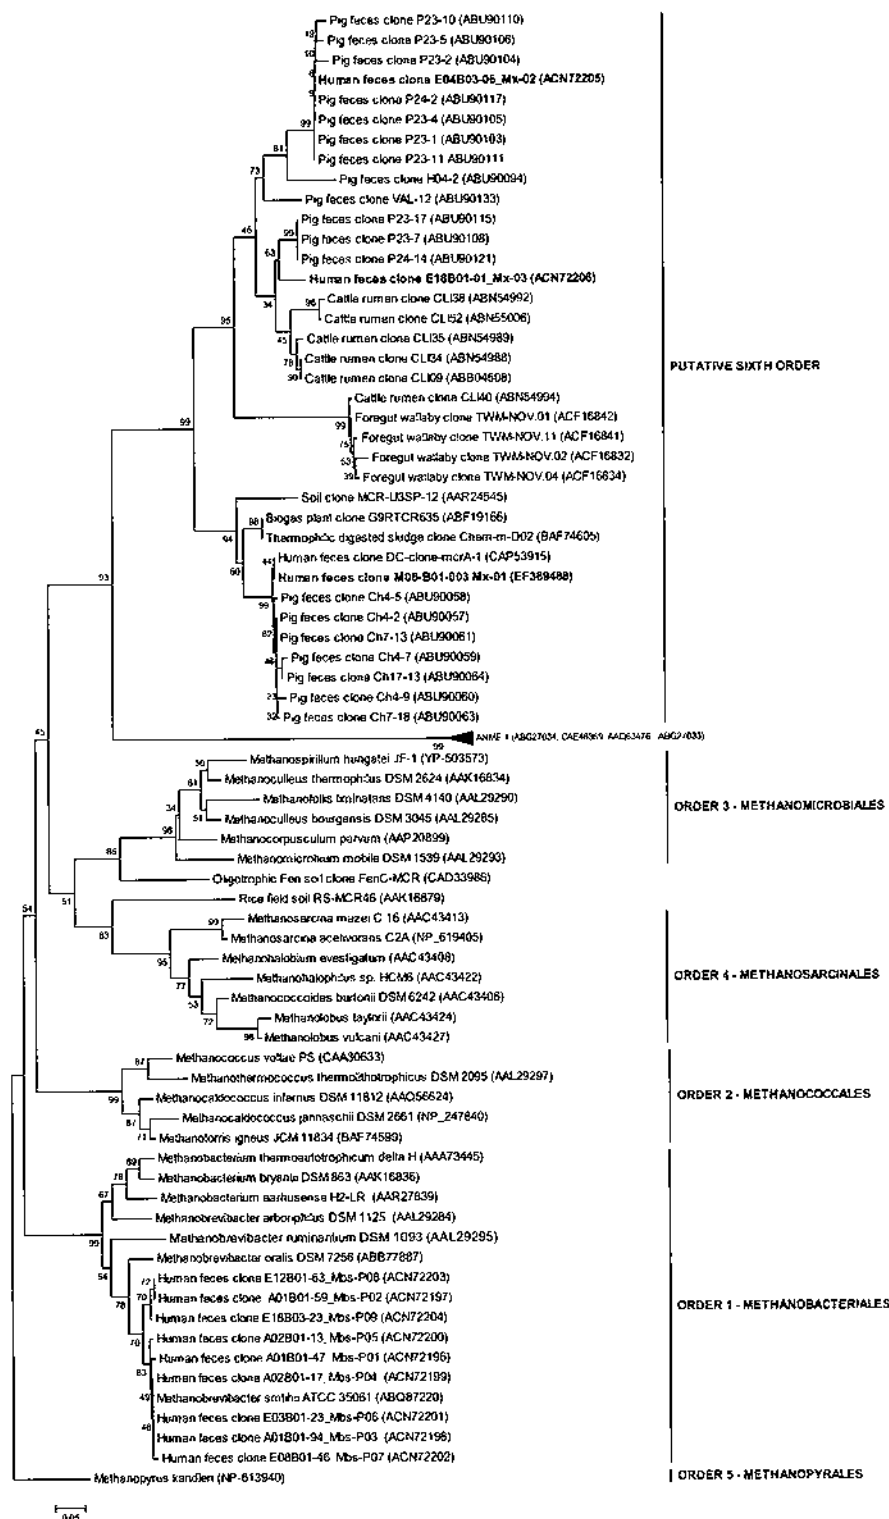 Pig feces clone P23-10 (ABU90110)
Pig feces clone P23-5 (ABU90106)
Pig feces clone P23-2 (ABU90104)
Human feces clone E04B03-06_Mx-02 (ACN72205)
Pig feces clone P24-2 (ABU90117)
Pig feces clone P23-4 (ABU90105)
Pig feces clone P23-1 (ABU90103)
Pig feces clone P23-11 ABU90111
Pig feces clone H04-2 (ABU90094)
Pig feces clone VAL-12 (ABU90133)
Pig feces clone P23-17 (ABU90115)
Pig feces clone P23-7 (ABU90108)
Pig feces clone P24-14 (ABU90121)
Human feces clone E18B01-01_Mx-03 (ACN72206)
Cattle rumen clone CLI38 (ABN54992)
Cattle rumen clone CLI52 (ABN55006)
Cattle rumen clone CLI35 (ABN54989)
Cattle rumen clone CLI34 (ABN54988)
Cattle rumen clone CLI09 (ABB04608)
PUTATIVE SIXTH ORDER
Cattle rumen clone CLI40 (ABN54994)
Foregut wallaby clone TWM-NOV.01 (ACF16842)
Foregut wallaby clone TWM-NOV.11 (ACF16841)
Foregut wallaby clone TWM-NOV.02 (ACF16832)
Foregut wallaby clone TWM-NOV.04 (ACF16834)
Soil clone MCR-U3SP-12 (AAR24545)
Biogas plant clone G9RTCR635 (ABF19166)
Thermophilic digested sludge clone Cham-m-D02 (BAF74605)
Human feces clone DC-clone-mcrA-1 (CAP53915)
Human feces clone M08-B01-003 Mx-01 (EF389488)
Pig feces clone Ch4-5 (ABU90058)
Pig feces clone Ch4-2 (ABU90057)
Pig feces clone Ch7-13 (ABU90061)
Pig feces clone Ch4-7 (ABU90059)
Pig feces clone Ch17-13 (ABU90064)
Pig feces clone Ch4-9 (ABU90060)
Pig feces clone Ch7-18 (ABU90063)
Methanospirillum hungatei JF-1 (YP-503573)
Methanoculleus thermophilus DSM 2624 (AAK16834)
Methanofollis liminatans DSM 4140 (AAL29290)
ORDER 3 - METHANOMICROBIALES
Methanoculleus bourgensis DSM 3045 (AAL29285)
Methanocorpusculum parvum (AAP20899)
Methanomicrobium mobile DSM 1539 (AAL29293)
Oligotrophic Fen soil clone FenC-MCR (CAD33988)
Rice field soil RS-MCR46 (AAK16879)
Methanosarcina mazei C 16 (AAC43413)
Methanosarcina acetivorans C2A (NP_619405)
Methanohalobium evestigatum (AAC43408)
Methanohalophilus sp. HCM6 (AAC43422)
ORDER 4 - METHANOSARCINALES
Methanococcoides burtonii DSM 6242 (AAC43406)
Methanolobus taylorii (AAC43424)
Methanolobus vulcani (AAC43427)
Methanococcus voltae PS (CAA30633)
Methanothermococcus thermolithotrophicus DSM 2095 (AAL29297)
ORDER 2 - METHANOCOCCALES
Methanocaldococcus infernus DSM 11812 (AAQ56624)
Methanocaldococcus jannaschii DSM 2661 (NP_247840)
Methanotorris igneus JCM 11834 (BAF74599)
Methanobacterium thermoautotrophicum delta H (AAA73445)
Methanobacterium bryantii DSM 863 (AAK16836)
Methanobacterium aarhusense H2-LR (AAR27839)
Methanobrevibacter arboriphilus DSM 1125 (AAL29284)
Methanobrevibacter ruminantium DSM 1093 (AAL29295)
Methanobrevibacter oralis DSM 7256 (ABB77887)
Human feces clone E12B01-63_Mbs-P08 (ACN72203)
Human feces clone A01B01-59_Mbs-P02 (ACN72197)
ORDER 1 - METHANOBACTERIALES
Human feces clone E18B03-23_Mbs-P09 (ACN72204)
Human feces clone A02B01-13_Mbs-P05 (ACN72200)
Human feces clone A01B01-47_Mbs-P01 (ACN72196)
Human feces clone A02B01-17_Mbs-P04 (ACN72199)
Methanobrevibacter smithii ATCC 35061 (ABQ87220)
Human feces clone E03B01-23_Mbs-P06 (ACN72201)
Human feces clone A01B01-94_Mbs-P03 (ACN72198)
Human feces clone E08B01-46_Mbs-P07 (ACN72202)
Methanopyrus kandleri (NP-613940)
ORDER 5 - METHANOPYRALES
0.05